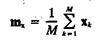 m_x = \frac{1}{M} \sum_{k=1}^{M} x_k